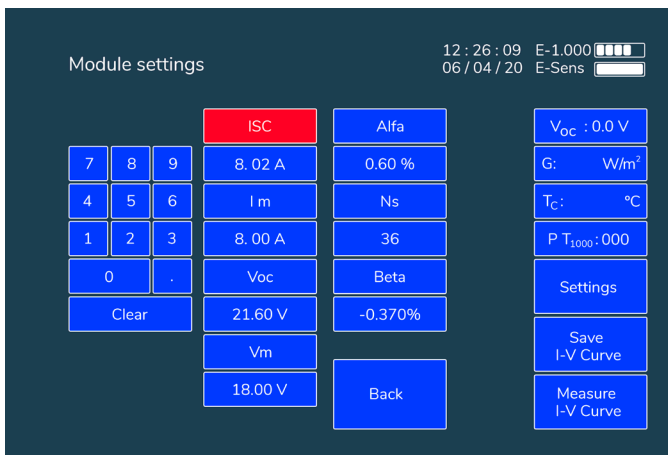 Module settings
12 : 26 : 09 E-1.000
06 / 04 / 20 E-Sens
ISC
8. 02 A
I m
8. 00 A
Voc
21.60 V
Vm
18.00 V
Alfa
0.60 %
Ns
36
Beta
-0.370%
Back
7 8 9
4 5 6
1 2 3
0 .
Clear
VOC : 0.0 V
G: W/m²
TC: ºC
P T1000: 000
Settings
Save
I-V Curve
Measure
I-V Curve